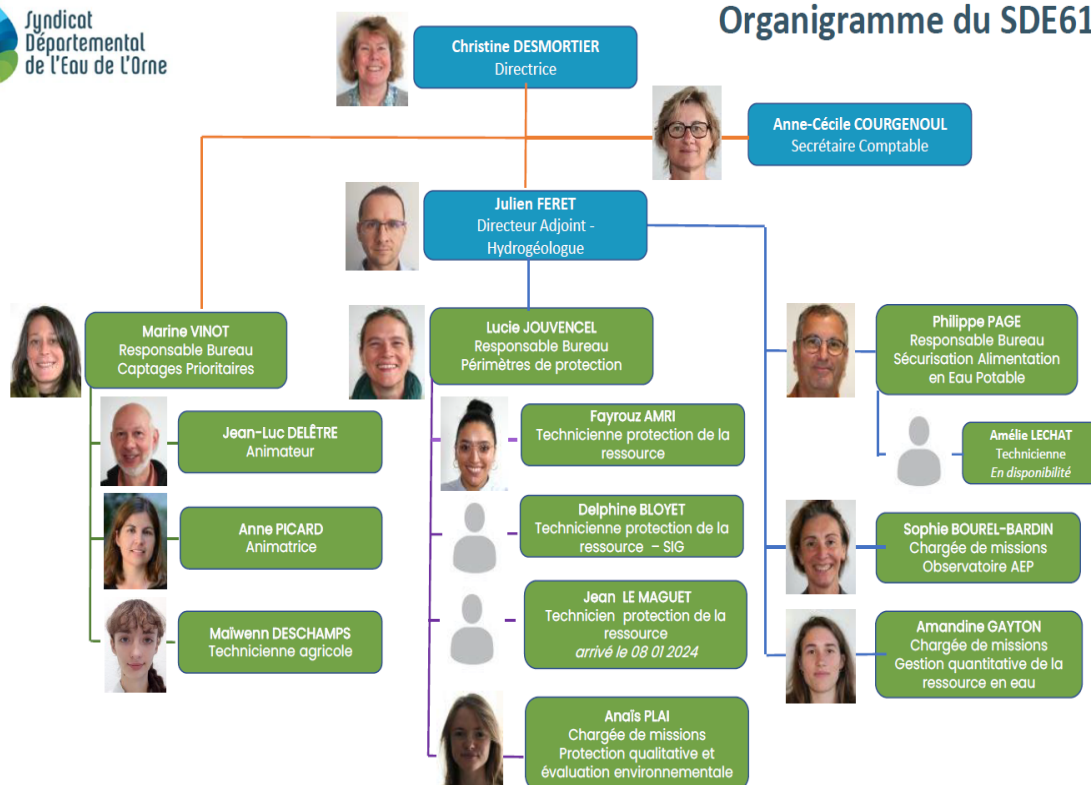 Syndicat
Départemental
de l'Eau de l'Orne
Organigramme du SDE61
Christine DESMORTIER
Directrice
Anne-Cécile COURGENOUL
Secrétaire Comptable
Julien FERET
Directeur Adjoint -
Hydrogéologue
Marine VINOT
Responsable Bureau
Captages Prioritaires
Jean-Luc DELÊTRE
Animateur
Anne PICARD
Animatrice
Maïwenn DESCHAMPS
Technicienne agricole
Lucie JOUVENCEL
Responsable Bureau
Périmètres de protection
Fayrouz AMRI
Technicienne protection de la
ressource
Delphine BLOYET
Technicienne protection de la
ressource – SIG
Jean LE MAGUET
Technicien protection de la
ressource
arrivé le 08 01 2024
Anaïs PLAI
Chargée de missions
Protection qualitative et
évaluation environnementale
Philippe PAGE
Responsable Bureau
Sécurisation Alimentation
en Eau Potable
Amélie LECHAT
Technicienne
En disponibilité
Sophie BOUREL-BARDIN
Chargée de missions
Observatoire AEP
Amandine GAYTON
Chargée de missions
Gestion quantitative de la
ressource en eau